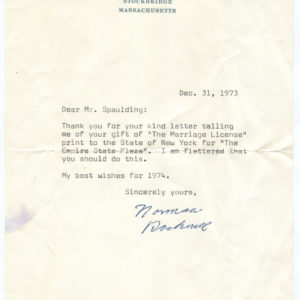 STOCKBRIDGE
MASSACHUSETTS
Dec. 31, 1973
Dear Mr. Spaulding:
Thank you for your kind letter telling
me of your gift of "The Marriage License"
print to the State of New York for "The
Empire State Plaza". I am flattered that
you should do this.
My best wishes for 1974.
Sincerely yours,
Norman
Rockwell